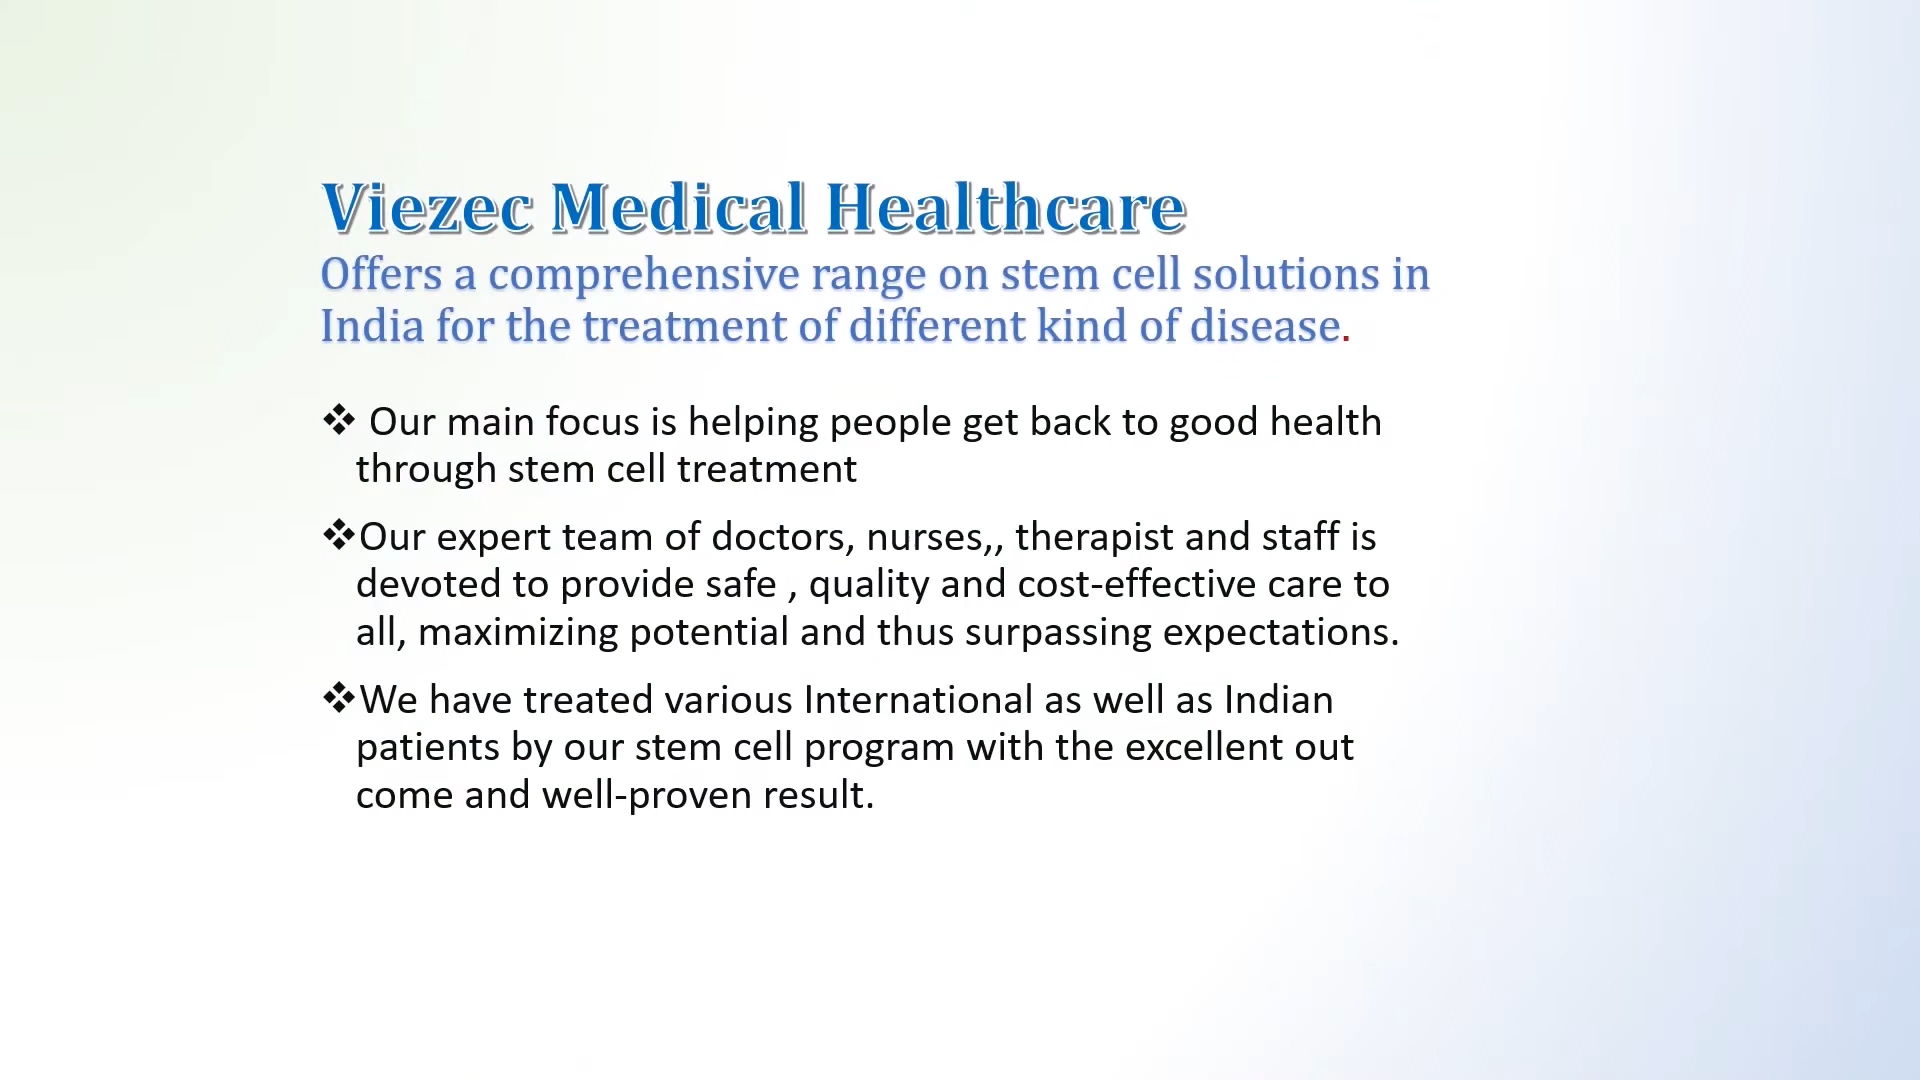 Viezec Medical Healthcare
Offers a comprehensive range on stem cell solutions in
India for the treatment of different kind of disease.
❖ Our main focus is helping people get back to good health
through stem cell treatment
❖Our expert team of doctors, nurses,, therapist and staff is
devoted to provide safe , quality and cost-effective care to
all, maximizing potential and thus surpassing expectations.
❖We have treated various International as well as Indian
patients by our stem cell program with the excellent out
come and well-proven result.